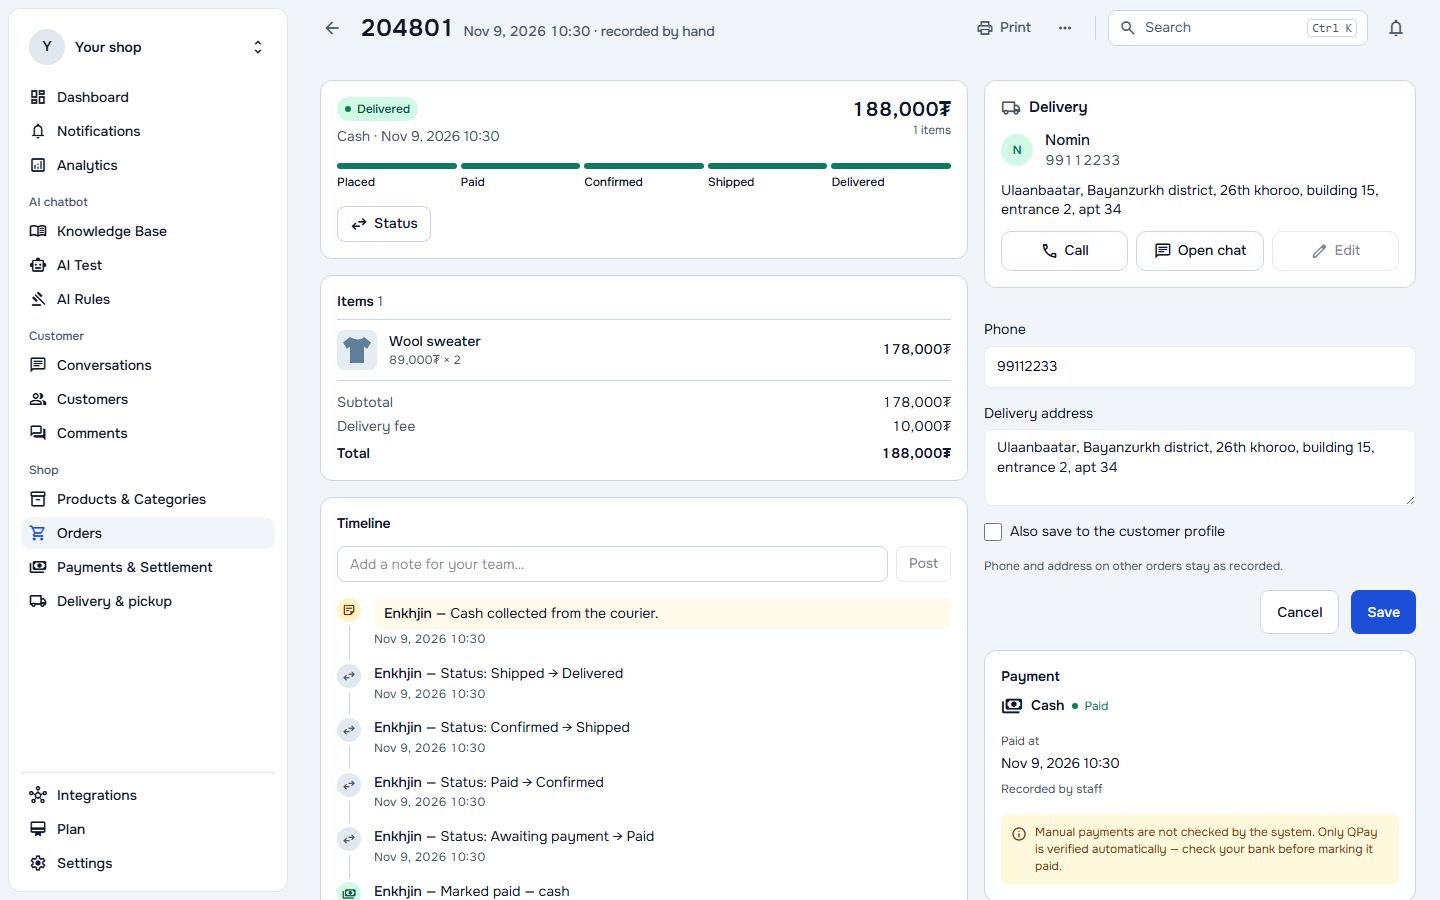 Y Your shop
Dashboard
Notifications
Analytics
AI chatbot
Knowledge Base
AI Test
AI Rules
Customer
Conversations
Customers
Comments
Shop
Products & Categories
Orders
Payments & Settlement
Delivery & pickup
Integrations
Plan
Settings
204801 Nov 9, 2026 10:30 · recorded by hand
Print
Search Ctrl K
Delivered 188,000₮
Cash · Nov 9, 2026 10:30 1 items
Placed Paid Confirmed Shipped Delivered
Status
Items 1
Wool sweater 178,000₮
89,000₮ × 2
Subtotal 178,000₮
Delivery fee 10,000₮
Total 188,000₮
Timeline
Add a note for your team... Post
Enkhjin — Cash collected from the courier.
Nov 9, 2026 10:30
Enkhjin — Status: Shipped → Delivered
Nov 9, 2026 10:30
Enkhjin — Status: Confirmed → Shipped
Nov 9, 2026 10:30
Enkhjin — Status: Paid → Confirmed
Nov 9, 2026 10:30
Enkhjin — Status: Awaiting payment → Paid
Nov 9, 2026 10:30
Enkhjin — Marked paid — cash
Delivery
N Nomin
99112233
Ulaanbaatar, Bayanzurkh district, 26th khoroo, building 15,
entrance 2, apt 34
Call Open chat Edit
Phone
99112233
Delivery address
Ulaanbaatar, Bayanzurkh district, 26th khoroo, building 15,
entrance 2, apt 34
Also save to the customer profile
Phone and address on other orders stay as recorded.
Cancel Save
Payment
Cash Paid
Paid at
Nov 9, 2026 10:30
Recorded by staff
Manual payments are not checked by the system. Only QPay
is verified automatically — check your bank before marking it
paid.